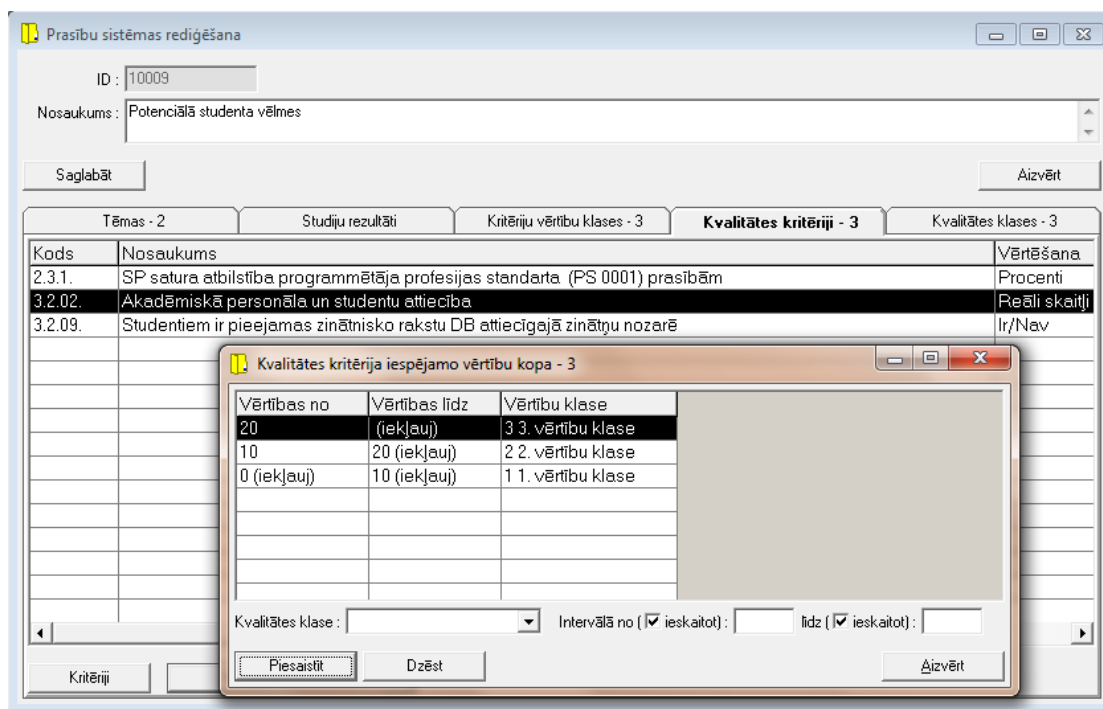 Prasību sistēmas rediģēšana
ID : 10009
Nosaukums : Potenciālā studenta vēlmes
Saglabāt Aizvērt
Tēmas - 2 Studiju rezultāti Kritēriju vērtību klases - 3 Kvalitātes kritēriji - 3 Kvalitātes klases - 3
Kods Nosaukums Vērtēšana
2.3.1. SP satura atbilstība programmētāja profesijas standarta (PS 0001) prasībām Procenti
3.2.02. Akadēmiskā personāla un studentu attiecība Reāli skaitļi
3.2.09. Studentiem ir pieejamas zinātnisko rakstu DB attiecīgajā zinātņu nozarē Ir/Nav
Kvalitātes kritērija iespējamo vērtību kopa - 3
Vērtības no Vērtības līdz Vērtību klase
20 (iekļauj) 3 3. vērtību klase
10 20 (iekļauj) 2 2. vērtību klase
0 (iekļauj) 10 (iekļauj) 1 1. vērtību klase
Kvalitātes klase : Intervālā no ( ieskaitot) : līdz ( ieskaitot) :
Piesaistīt Dzēst Aizvērt
Kritēriji